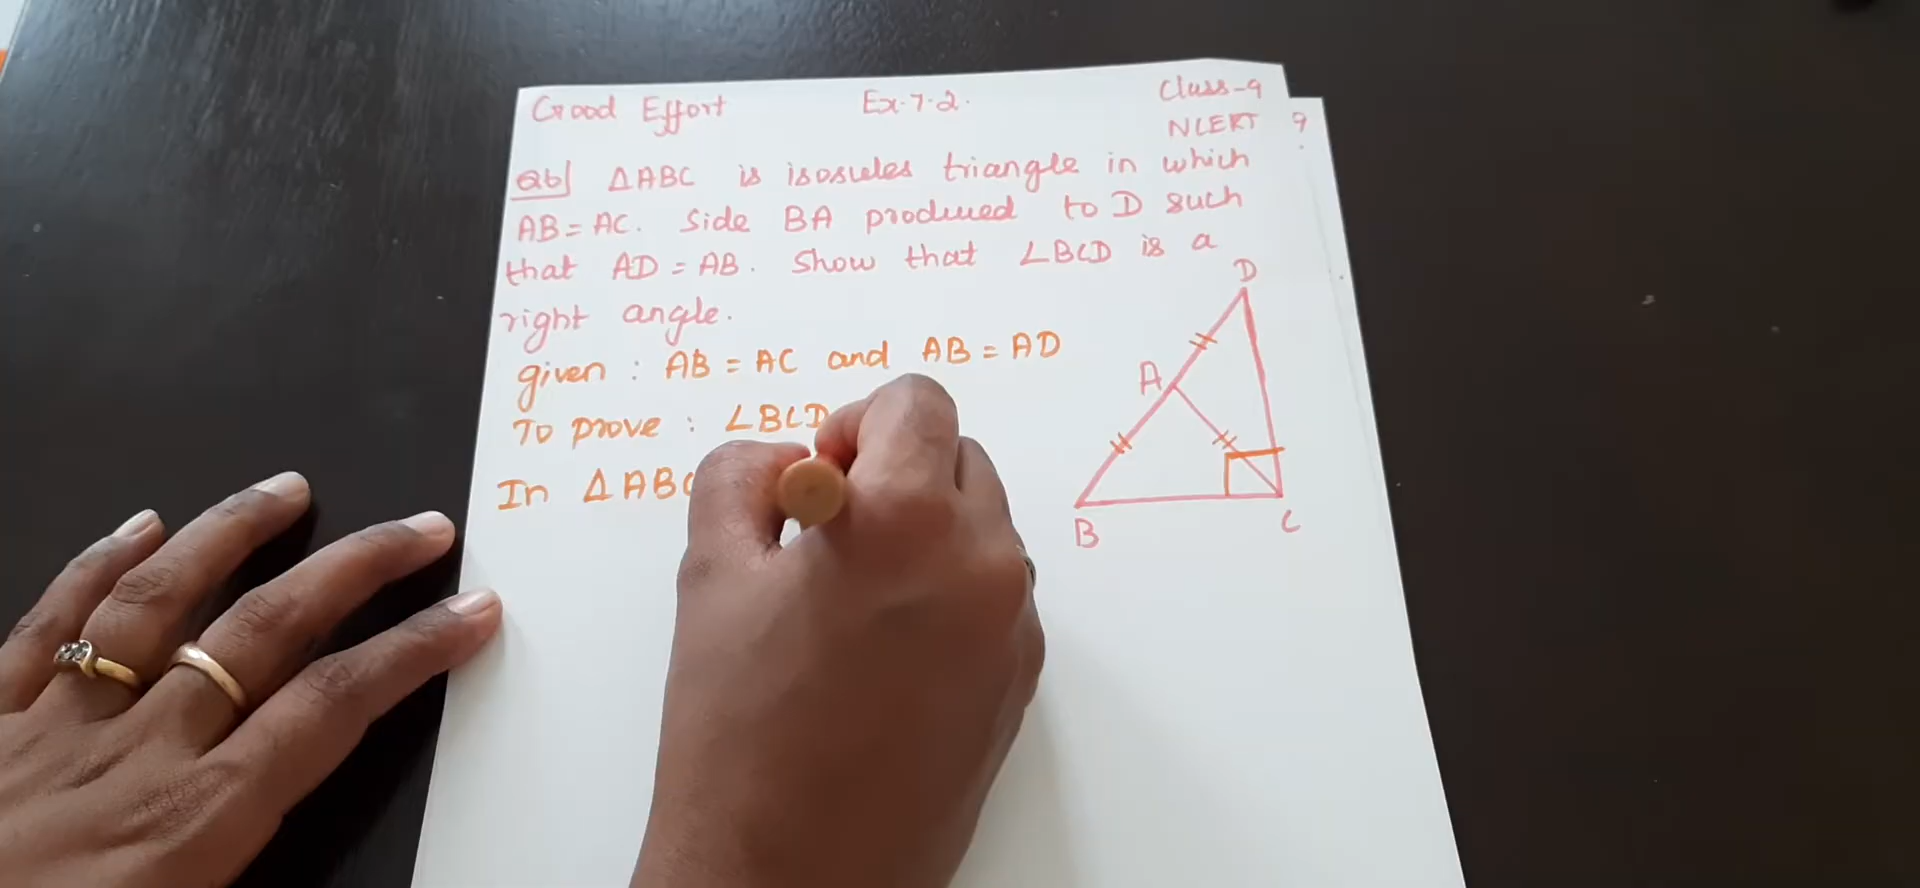 Good Effort Ex.7.2. Class-9
NCERT 9
Q6] ΔABC is isosules triangle in which
AB = AC. Side BA produced to D such
that AD = AB. Show that ∠BCD is a
right angle.
given : AB = AC and AB = AD
To prove : ∠BCD
In ΔABC
D
A
B
C